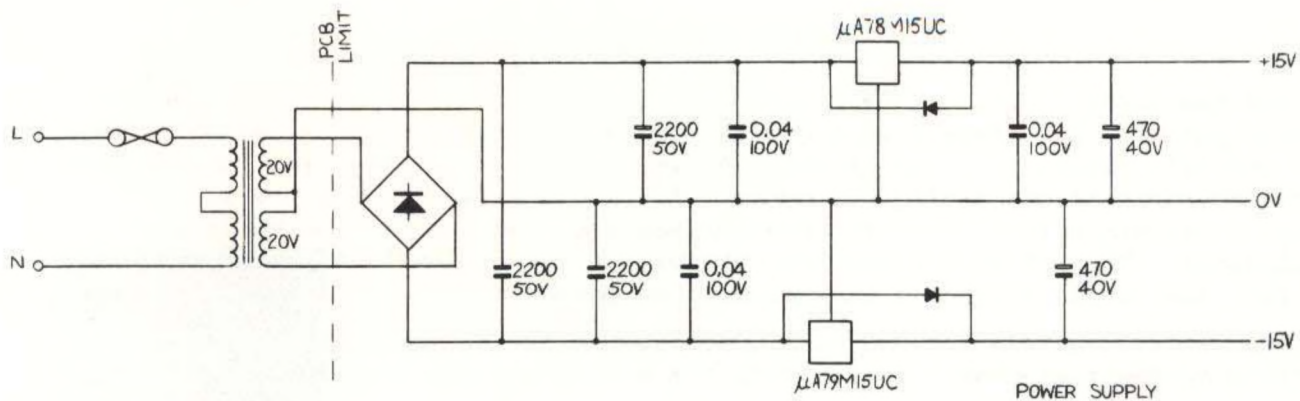 µA78M15UC
PCB
LIMIT
+15V
L
20V
2200
50V
0.04
100V
0.04
100V
470
40V
0V
20V
N
2200
50V
2200
50V
0.04
100V
470
40V
-15V
µA79M15UC
POWER SUPPLY